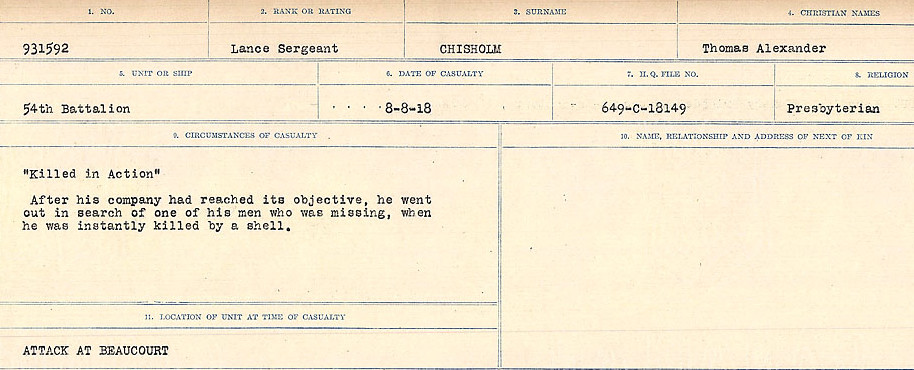 1. NO.
2. RANK OR RATING
3. SURNAME
4. CHRISTIAN NAMES
931592
Lance Sergeant
CHISHOLM
Thomas Alexander
5. UNIT OR SHIP
6. DATE OF CASUALTY
7. H.Q. FILE NO.
8. RELIGION
54th Battalion
. . . . 8-8-18
649-C-18149
Presbyterian
9. CIRCUMSTANCES OF CASUALTY
10. NAME, RELATIONSHIP AND ADDRESS OF NEXT OF KIN
"Killed in Action"
After his company had reached its objective, he went
out in search of one of his men who was missing, when
he was instantly killed by a shell.
11. LOCATION OF UNIT AT TIME OF CASUALTY
ATTACK AT BEAUCOURT